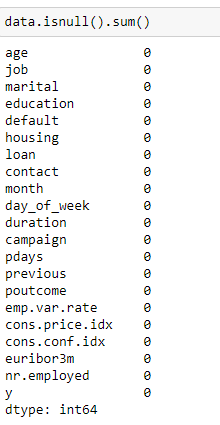 data.isnull().sum()
age 0
job 0
marital 0
education 0
default 0
housing 0
loan 0
contact 0
month 0
day_of_week 0
duration 0
campaign 0
pdays 0
previous 0
poutcome 0
emp.var.rate 0
cons.price.idx 0
cons.conf.idx 0
euribor3m 0
nr.employed 0
y 0
dtype: int64